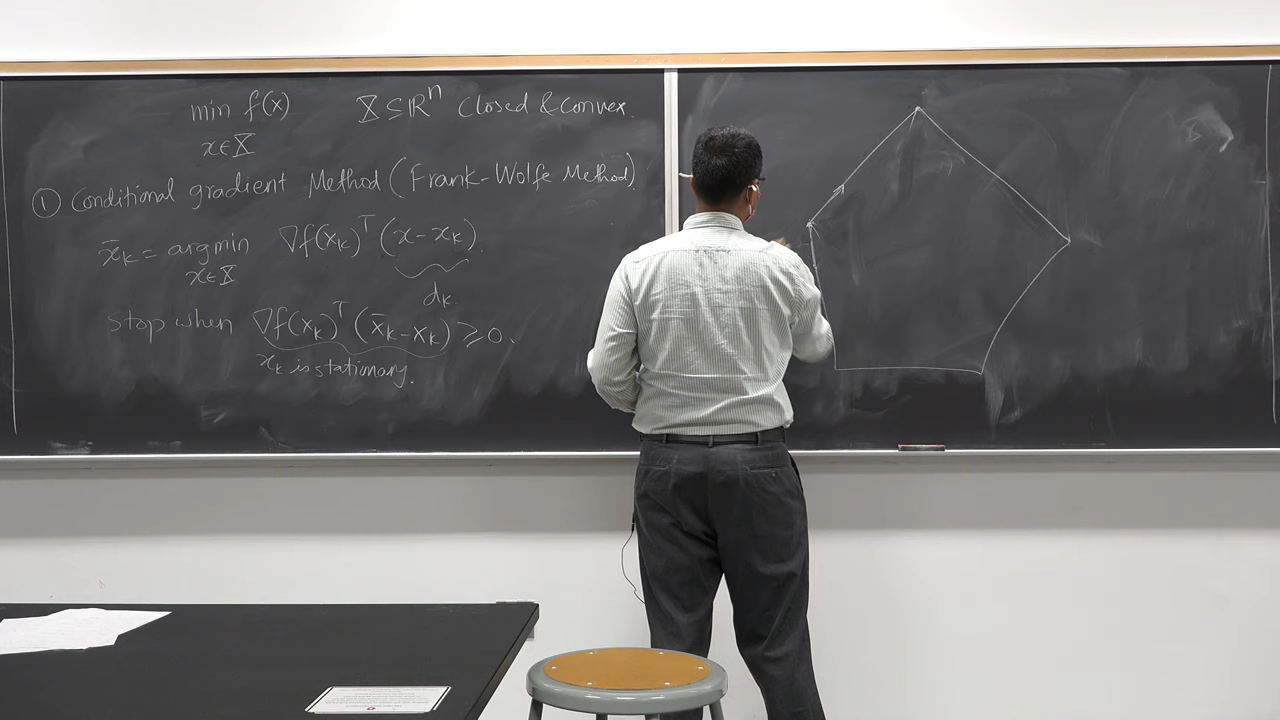 min f(x) X ⊆ ℝⁿ Closed & Convex.
x∈X
① Conditional gradient Method (Frank-Wolfe Method)
x̄ₖ = argmin ∇f(xₖ)ᵀ (x-xₖ)
x∈X
dₖ.
stop when ∇f(xₖ)ᵀ (x̄ₖ-xₖ) ≥ 0.
xₖ is stationary.